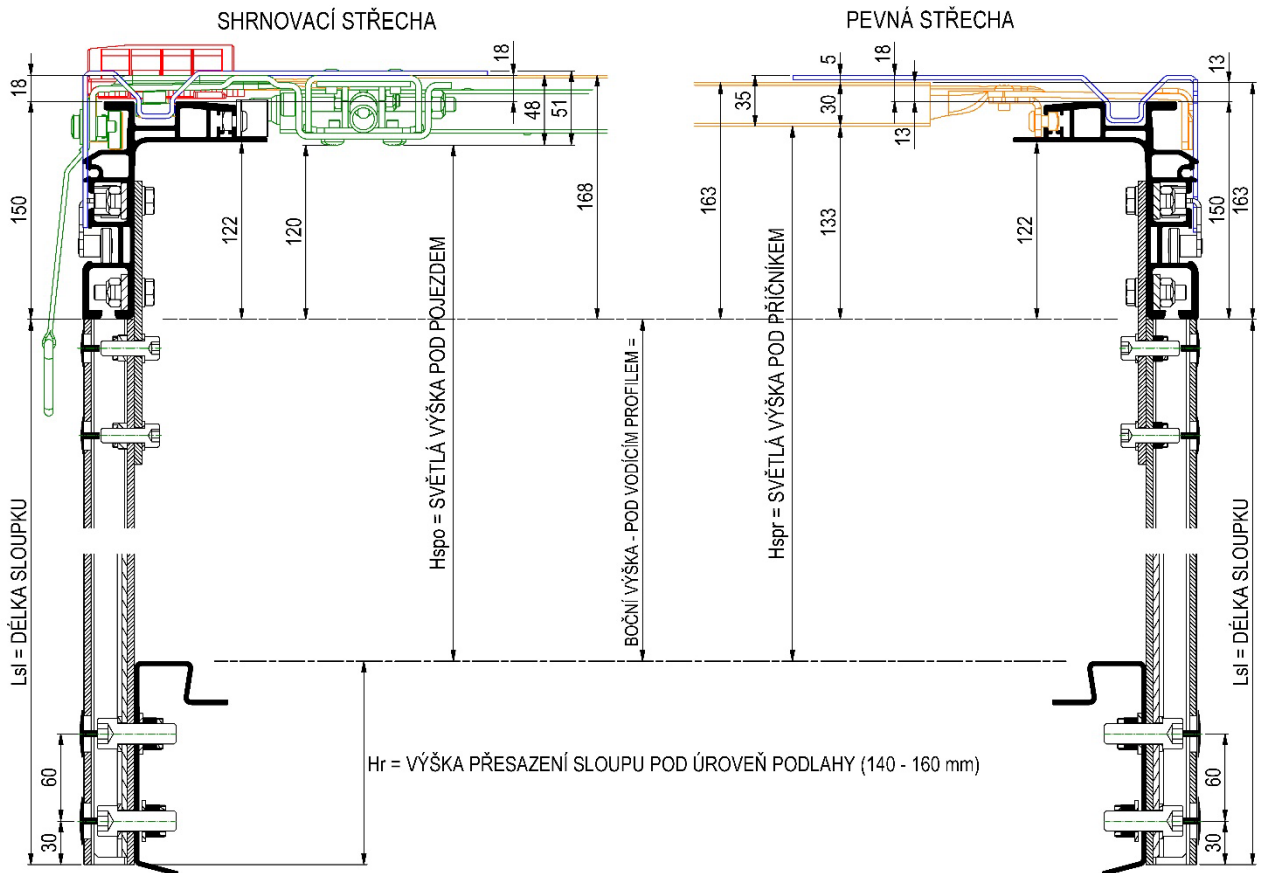 SHRNOVACÍ STŘECHA
PEVNÁ STŘECHA
18
150
18
48
51
122
120
168
163
35
5
30
133
18
13
122
13
150
163
Lsl = DÉLKA SLOUPKU
Hspo = SVĚTLÁ VÝŠKA POD POJEZDEM
BOČNÍ VÝŠKA - POD VODÍCÍM PROFILEM =
Hspr = SVĚTLÁ VÝŠKA POD PŘÍČNÍKEM
Lsl = DÉLKA SLOUPKU
Hr = VÝŠKA PŘESAZENÍ SLOUPU POD ÚROVEŇ PODLAHY (140 - 160 mm)
60
30
60
30